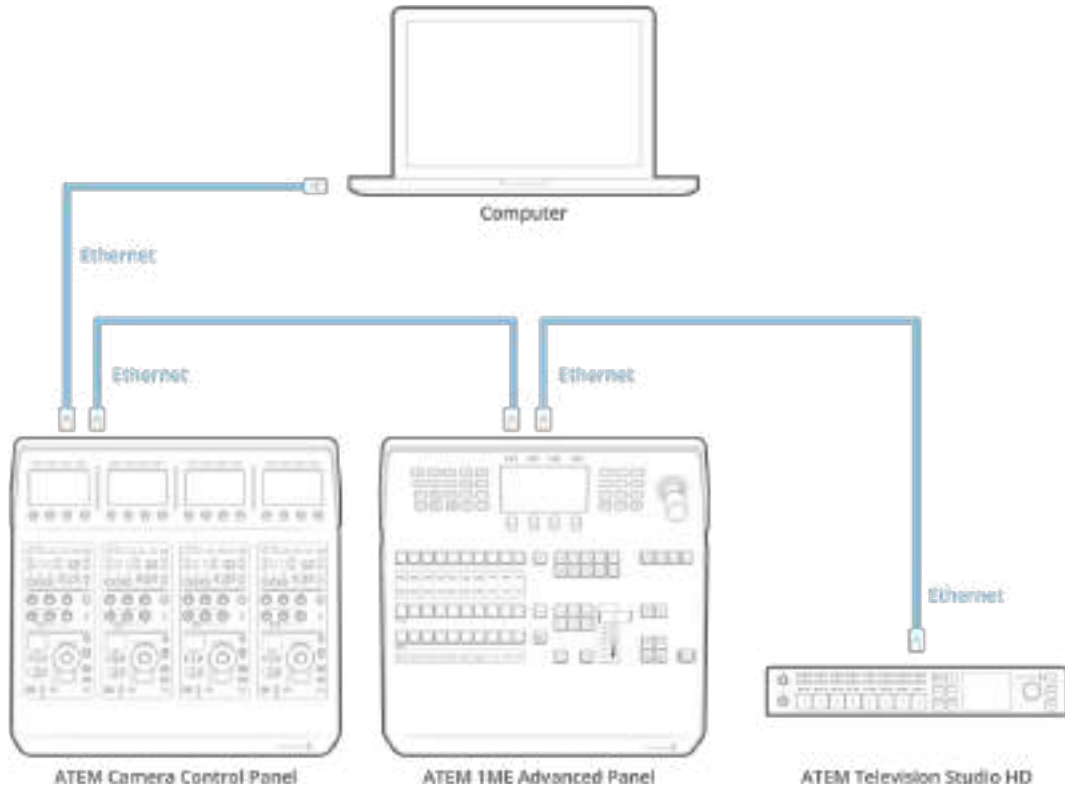 Computer
Ethernet
Ethernet
Ethernet
Ethernet
ATEM Camera Control Panel
ATEM 1ME Advanced Panel
ATEM Television Studio HD